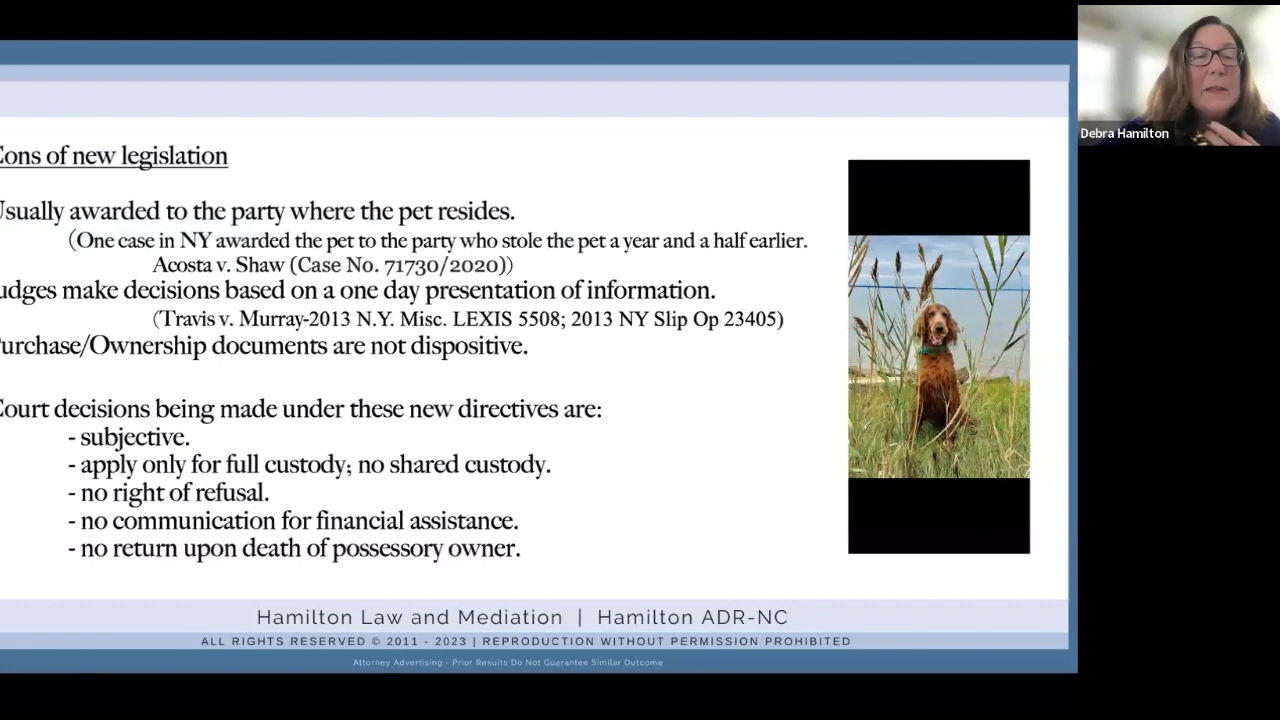 Cons of new legislation
Usually awarded to the party where the pet resides.
(One case in NY awarded the pet to the party who stole the pet a year and a half earlier.
Acosta v. Shaw (Case No. 71730/2020))
udges make decisions based on a one day presentation of information.
(Travis v. Murray-2013 N.Y. Misc. LEXIS 5508; 2013 NY Slip Op 23405)
Purchase/Ownership documents are not dispositive.
Court decisions being made under these new directives are:
- subjective.
- apply only for full custody; no shared custody.
- no right of refusal.
- no communication for financial assistance.
- no return upon death of possessory owner.
Hamilton Law and Mediation | Hamilton ADR-NC
ALL RIGHTS RESERVED © 2011 - 2023 | REPRODUCTION WITHOUT PERMISSION PROHIBITED
Attorney Advertising - Prior Results Do Not Guarantee Similar Outcome
Debra Hamilton